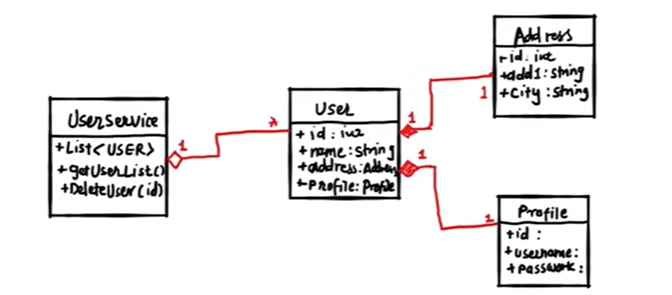 UserService
+List<USER>
+getUserList()
+DeleteUser(id)
1
*
User
+ id: int
+ name: String
+address: Address
+Profile: Profile
1
1
Address
+id: int
+add1: string
+City: string
1
1
Profile
+id :
+username:
+password: